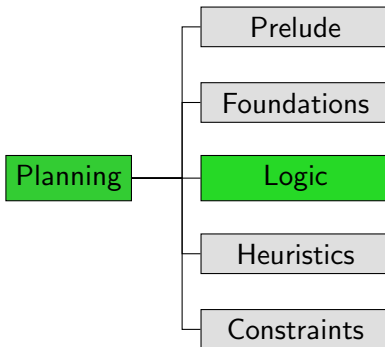 Prelude
Foundations
Planning
Logic
Heuristics
Constraints